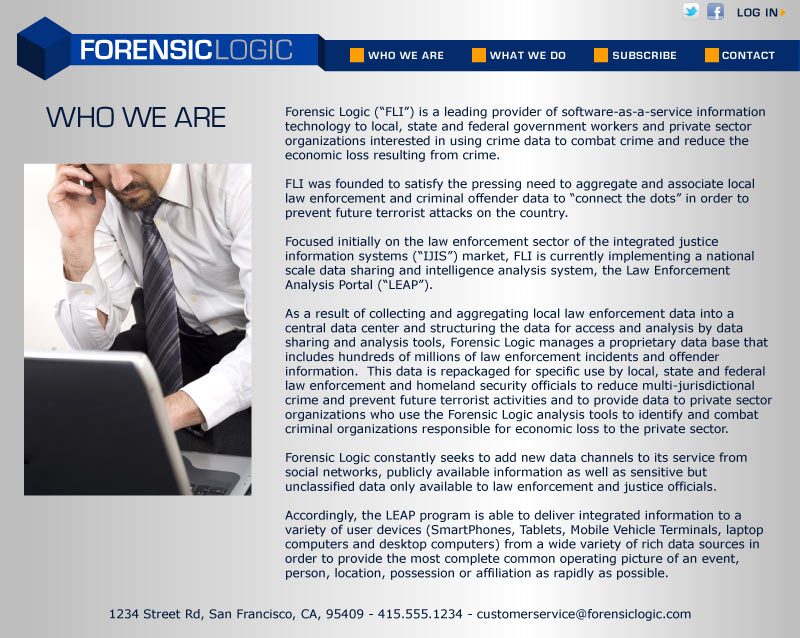 LOG IN
FORENSICLOGIC
WHO WE ARE
WHAT WE DO
SUBSCRIBE
CONTACT
WHO WE ARE
Forensic Logic (“FLI”) is a leading provider of software-as-a-service information
technology to local, state and federal government workers and private sector
organizations interested in using crime data to combat crime and reduce the
economic loss resulting from crime.
FLI was founded to satisfy the pressing need to aggregate and associate local
law enforcement and criminal offender data to “connect the dots” in order to
prevent future terrorist attacks on the country.
Focused initially on the law enforcement sector of the integrated justice
information systems (“IJIS”) market, FLI is currently implementing a national
scale data sharing and intelligence analysis system, the Law Enforcement
Analysis Portal (“LEAP”).
As a result of collecting and aggregating local law enforcement data into a
central data center and structuring the data for access and analysis by data
sharing and analysis tools, Forensic Logic manages a proprietary data base that
includes hundreds of millions of law enforcement incidents and offender
information.  This data is repackaged for specific use by local, state and federal
law enforcement and homeland security officials to reduce multi-jurisdictional
crime and prevent future terrorist activities and to provide data to private sector
organizations who use the Forensic Logic analysis tools to identify and combat
criminal organizations responsible for economic loss to the private sector.
Forensic Logic constantly seeks to add new data channels to its service from
social networks, publicly available information as well as sensitive but
unclassified data only available to law enforcement and justice officials.
Accordingly, the LEAP program is able to deliver integrated information to a
variety of user devices (SmartPhones, Tablets, Mobile Vehicle Terminals, laptop
computers and desktop computers) from a wide variety of rich data sources in
order to provide the most complete common operating picture of an event,
person, location, possession or affiliation as rapidly as possible.
1234 Street Rd, San Francisco, CA, 95409 - 415.555.1234 - customerservice@forensiclogic.com